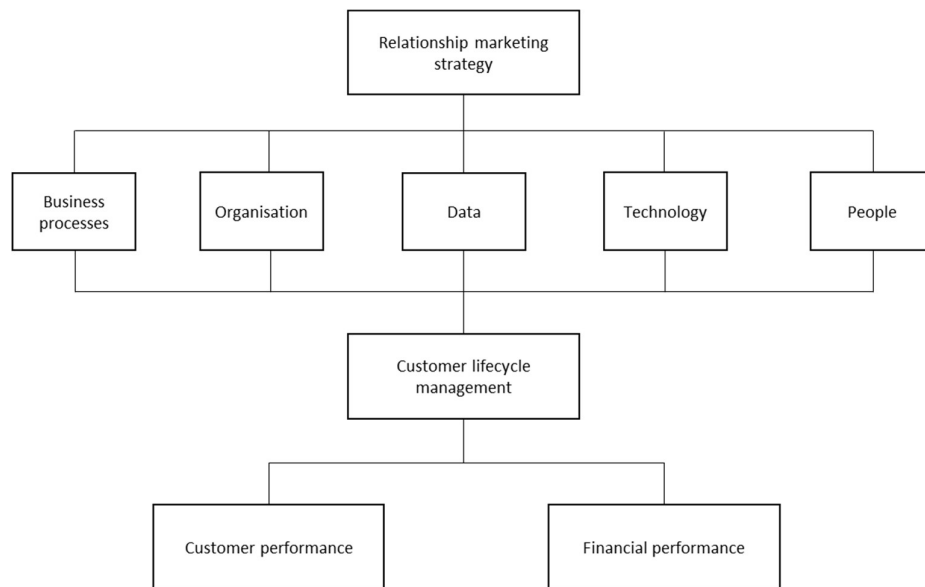 Relationship marketing
strategy
Business
processes
Organisation
Data
Technology
People
Customer lifecycle
management
Customer performance
Financial performance